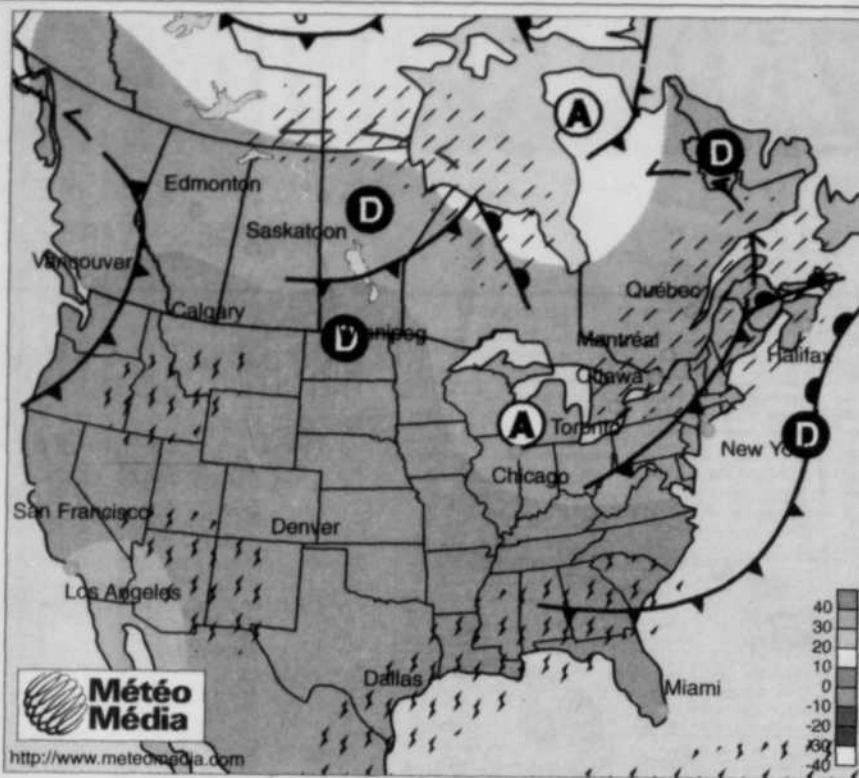 A
D
Edmonton
D
Saskatoon
Vancouver
Québec
Calgary
Winnipeg
D
Montréal
Halifax
Ottawa
A
Toronto
D
New York
Chicago
San Francisco
Denver
Los Angeles
Dallas
Miami
40
30
20
10
0
-10
-20
-30
-40
Météo
Média
http://www.meteomedia.com